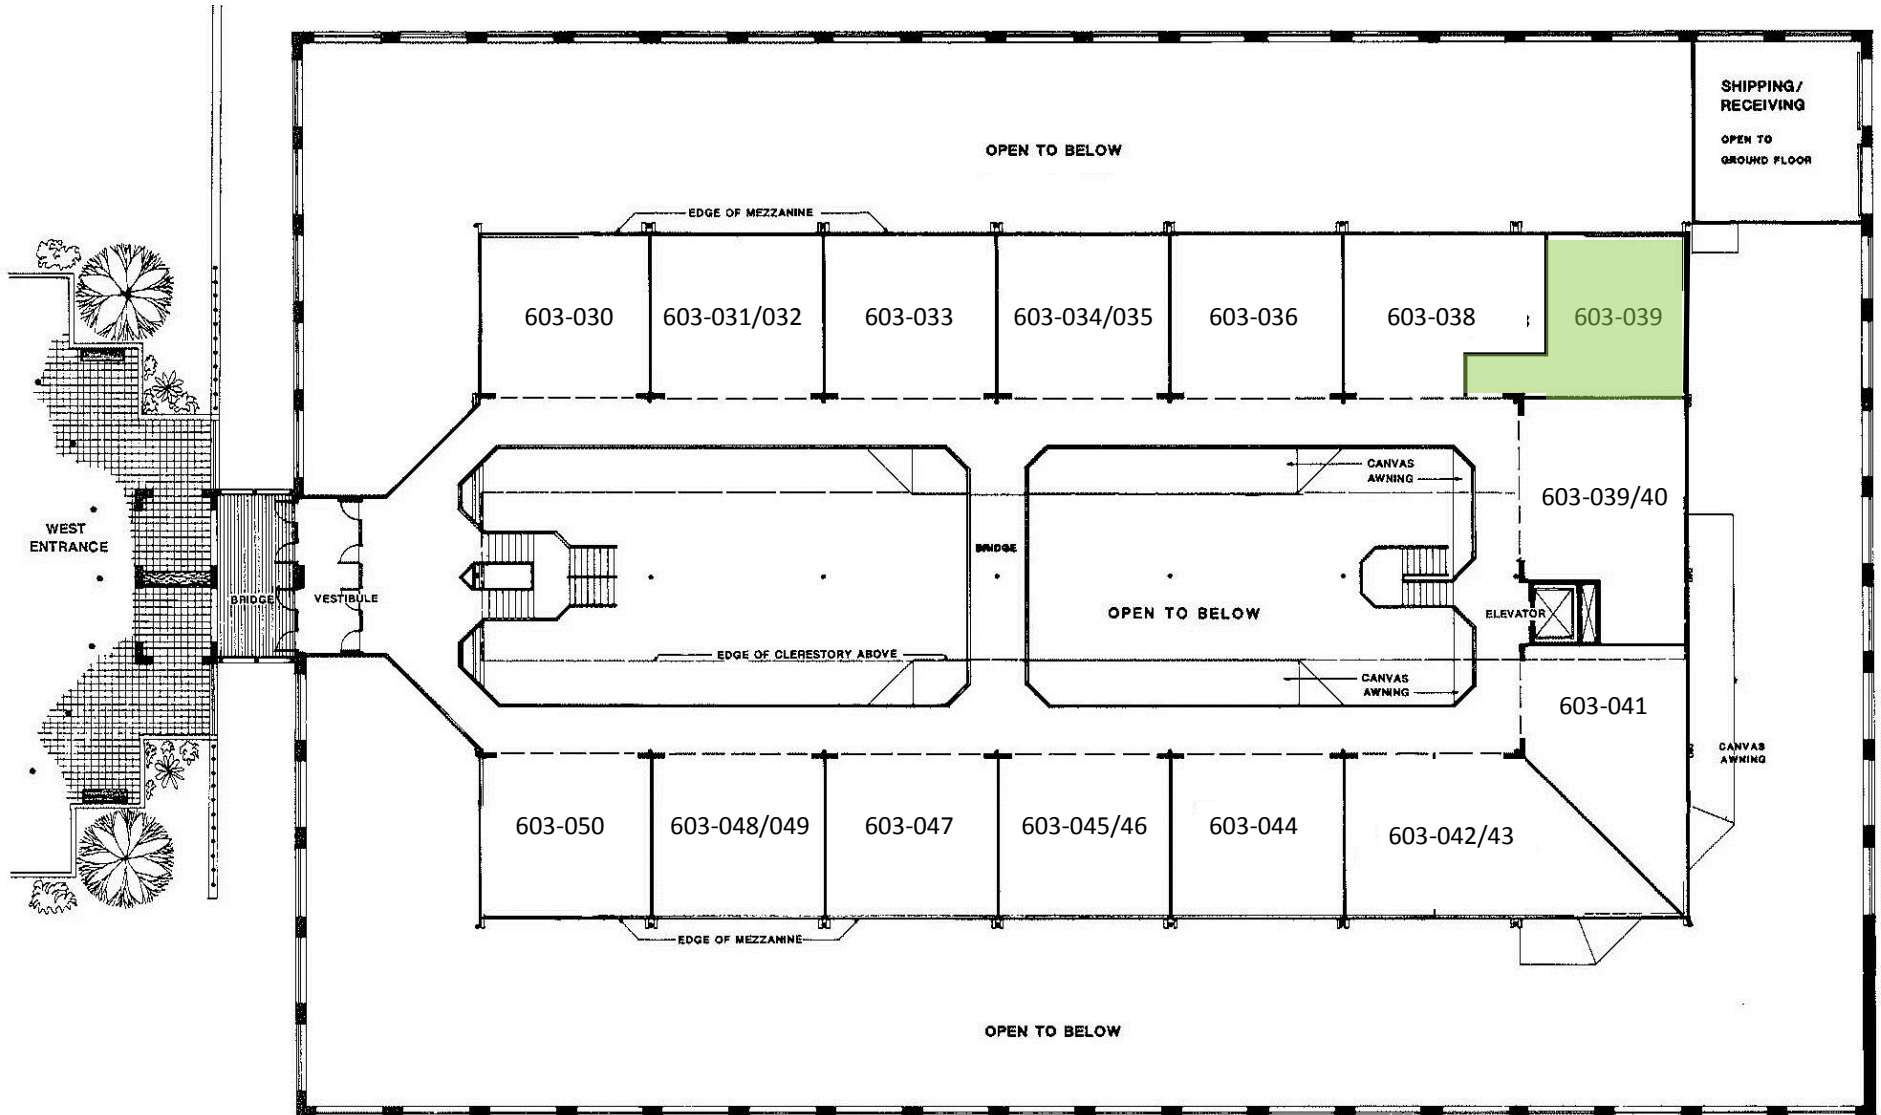 SHIPPING/
RECEIVING
OPEN TO
GROUND FLOOR
OPEN TO BELOW
EDGE OF MEZZANINE
603-030
603-031/032
603-033
603-034/035
603-036
603-038
603-039
CANVAS
AWNING
603-039/40
WEST
ENTRANCE
BRIDGE
BRIDGE
VESTIBULE
OPEN TO BELOW
ELEVATOR
EDGE OF CLERESTORY ABOVE
CANVAS
AWNING
603-041
CANVAS
AWNING
603-050
603-048/049
603-047
603-045/46
603-044
603-042/43
EDGE OF MEZZANINE
OPEN TO BELOW